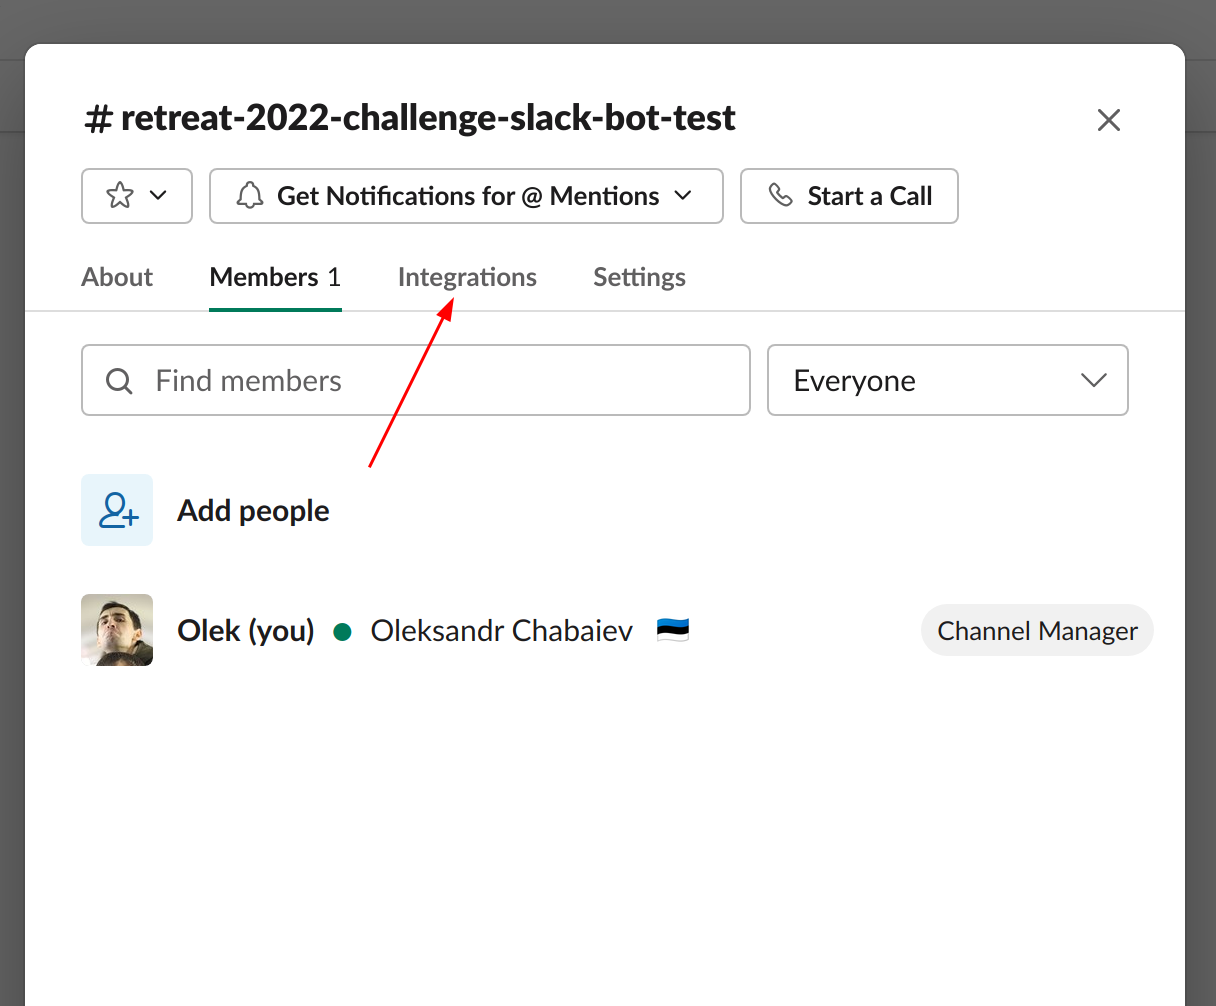 # retreat-2022-challenge-slack-bot-test
Get Notifications for @ Mentions
Start a Call
About Members 1 Integrations Settings
Find members Everyone
Add people
Olek (you) Oleksandr Chabaiev Channel Manager